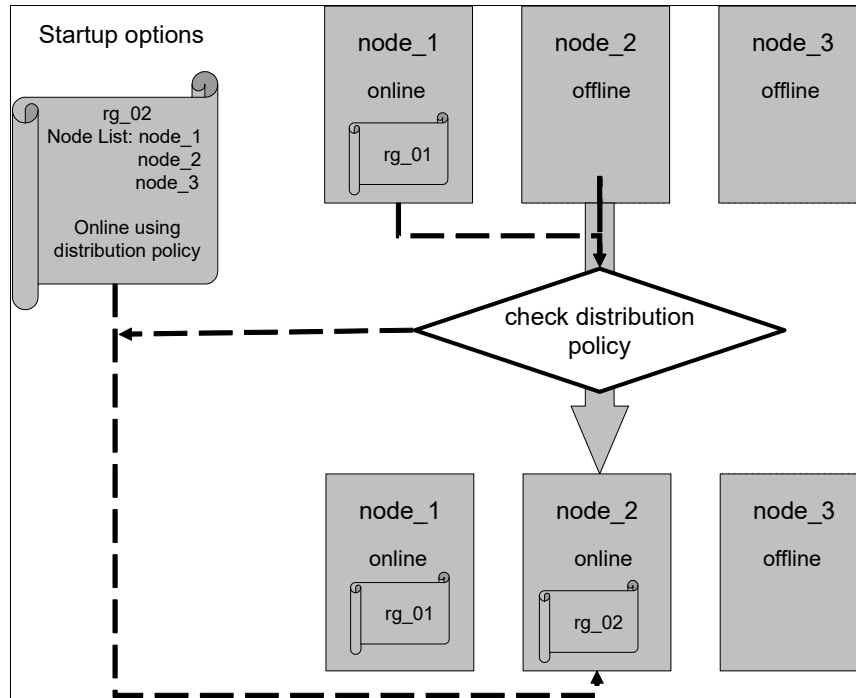 Startup options
rg_02
Node List: node_1
node_2
node_3
Online using
distribution policy
node_1
online
rg_01
node_2
offline
node_3
offline
check distribution
policy
node_1
online
rg_01
node_2
online
rg_02
node_3
offline